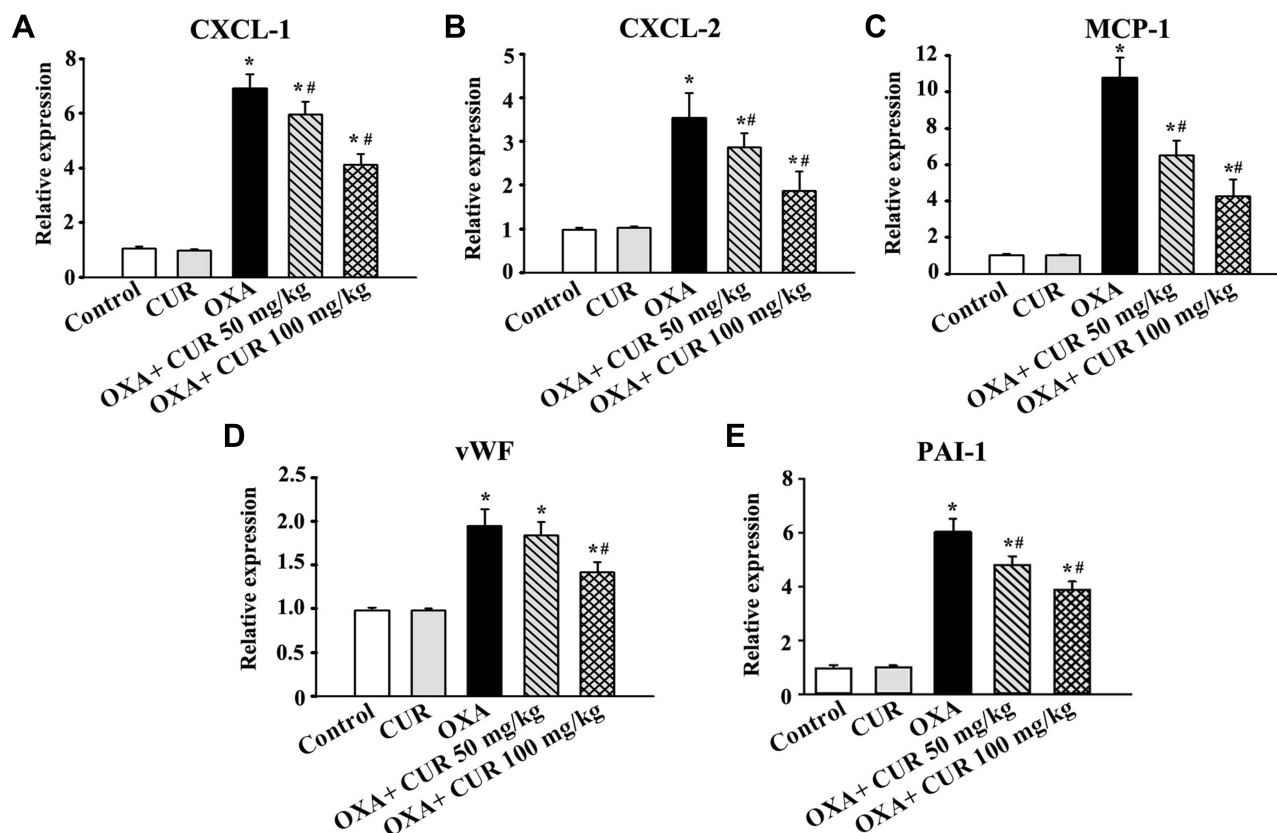 A
CXCL-1
Relative expression
8
6
4
2
0
*
*#
*#
Control
CUR
OXA
OXA+ CUR 50 mg/kg
OXA+ CUR 100 mg/kg
B
CXCL-2
Relative expression
5
4
3
2
1
0
*
*#
*#
Control
CUR
OXA
OXA+ CUR 50 mg/kg
OXA+ CUR 100 mg/kg
C
MCP-1
Relative expression
12
10
8
6
4
2
0
*
*#
*#
Control
CUR
OXA
OXA+ CUR 50 mg/kg
OXA+ CUR 100 mg/kg
D
vWF
Relative expression
2.5
2.0
1.5
1.0
0.5
0
*
*
*#
Control
CUR
OXA
OXA+ CUR 50 mg/kg
OXA+ CUR 100 mg/kg
E
PAI-1
Relative expression
8
6
4
2
0
*
*#
*#
Control
CUR
OXA
OXA+ CUR 50 mg/kg
OXA+ CUR 100 mg/kg